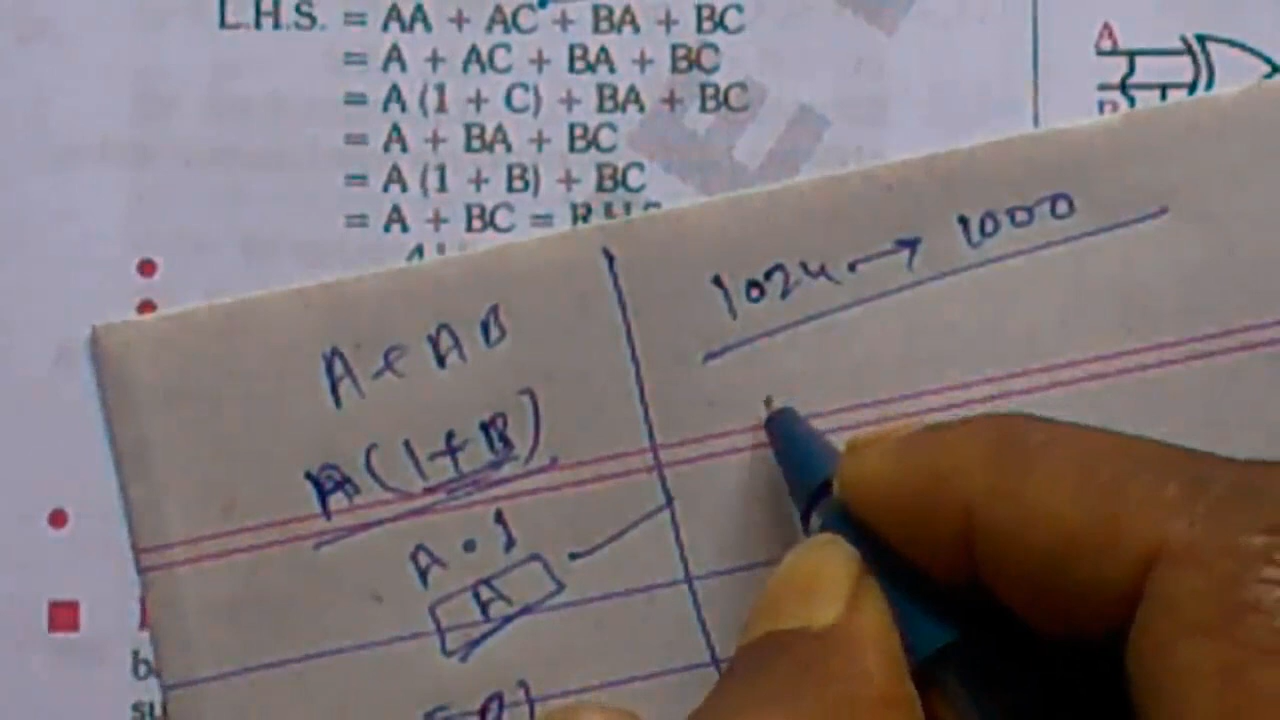 L.H.S. = AA + AC + BA + BC
= A + AC + BA + BC
= A (1 + C) + BA + BC
= A + BA + BC
= A (1 + B) + BC
= A + BC =
A
A + AB
A(1+B)
A • 1
A
1024 → 1000